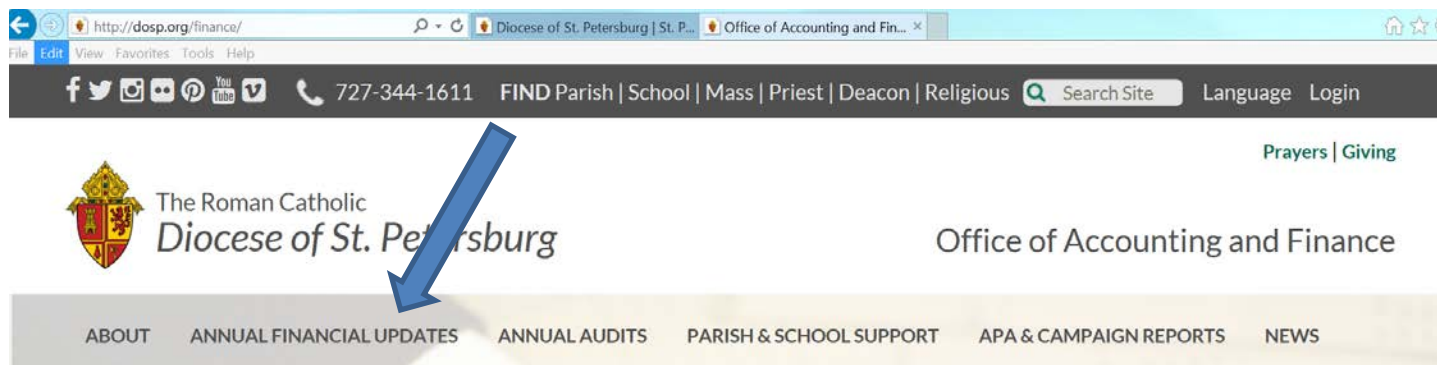 http://dosp.org/finance/ Diocese of St. Petersburg | St. P... Office of Accounting and Fin... ×
File Edit View Favorites Tools Help
f You Tube 727-344-1611 FIND Parish | School | Mass | Priest | Deacon | Religious Search Site Language Login
Prayers | Giving
The Roman Catholic
Diocese of St. Petersburg
Office of Accounting and Finance
ABOUT ANNUAL FINANCIAL UPDATES ANNUAL AUDITS PARISH & SCHOOL SUPPORT APA & CAMPAIGN REPORTS NEWS